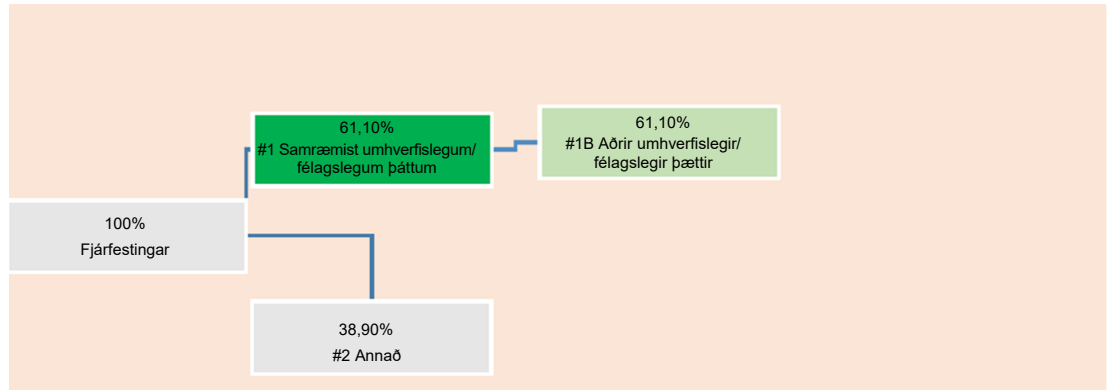 100%
Fjárfestingar
61,10%
#1 Samræmist umhverfislegum/
félagslegum þáttum
61,10%
#1B Aðrir umhverfislegir/
félagslegir þættir
38,90%
#2 Annað